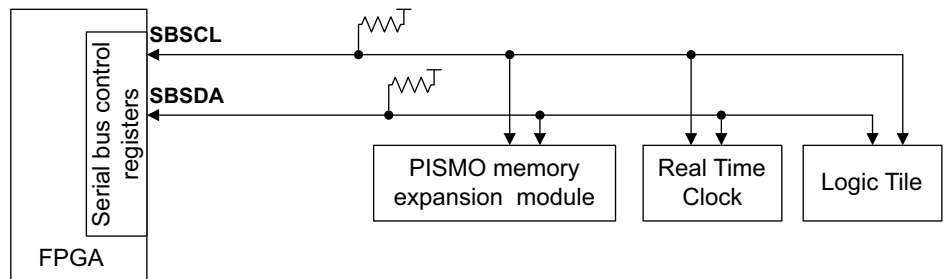 SBSCL
SBSDA
Serial bus control
registers
FPGA
PISMO memory
expansion module
Real Time
Clock
Logic Tile